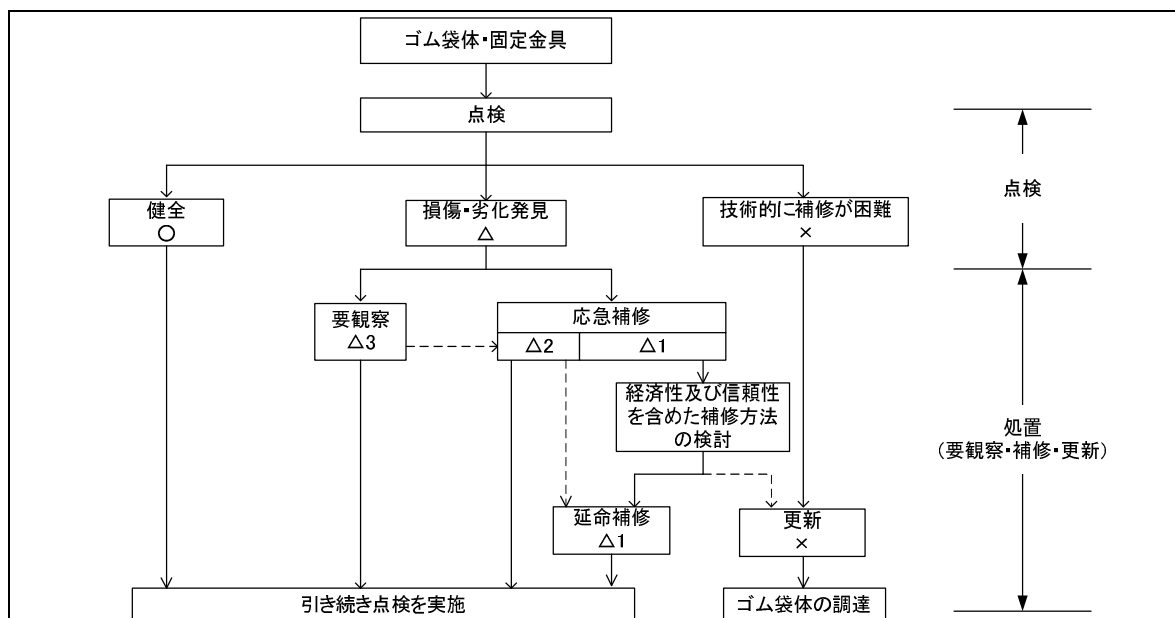 ゴム袋体・固定金具
点検
点検
健全
○
損傷・劣化発見
△
技術的に補修が困難
×
要観察
△3
応急補修
△2
△1
経済性及び信頼性
を含めた補修方法
の検討
処置
(要観察・補修・更新)
延命補修
△1
更新
×
引き続き点検を実施
ゴム袋体の調達